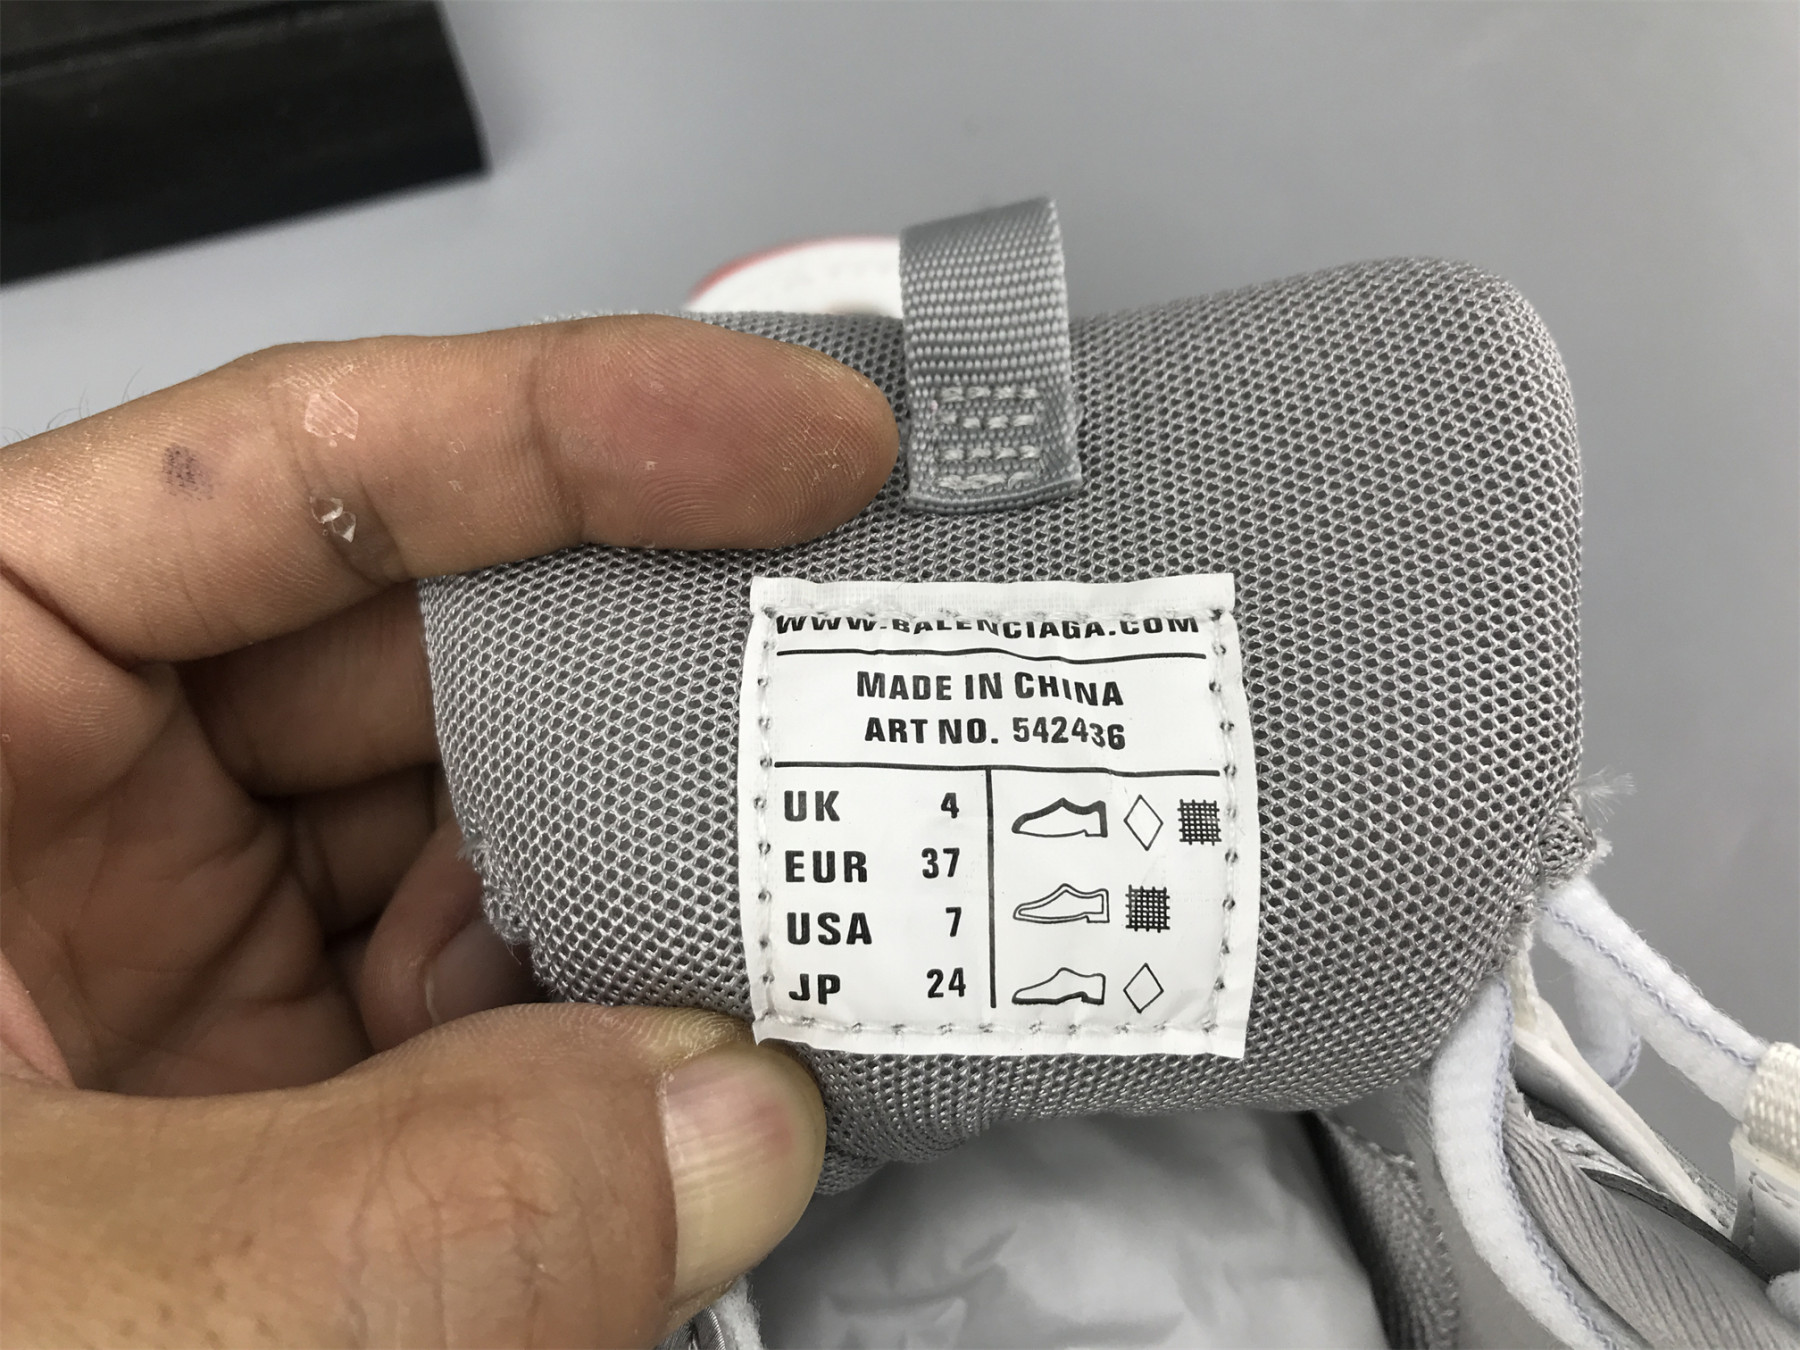 WWW.BALENCIAGA.COM
MADE IN CHINA
ART NO. 542436
UK 4
EUR 37
USA 7
JP 24